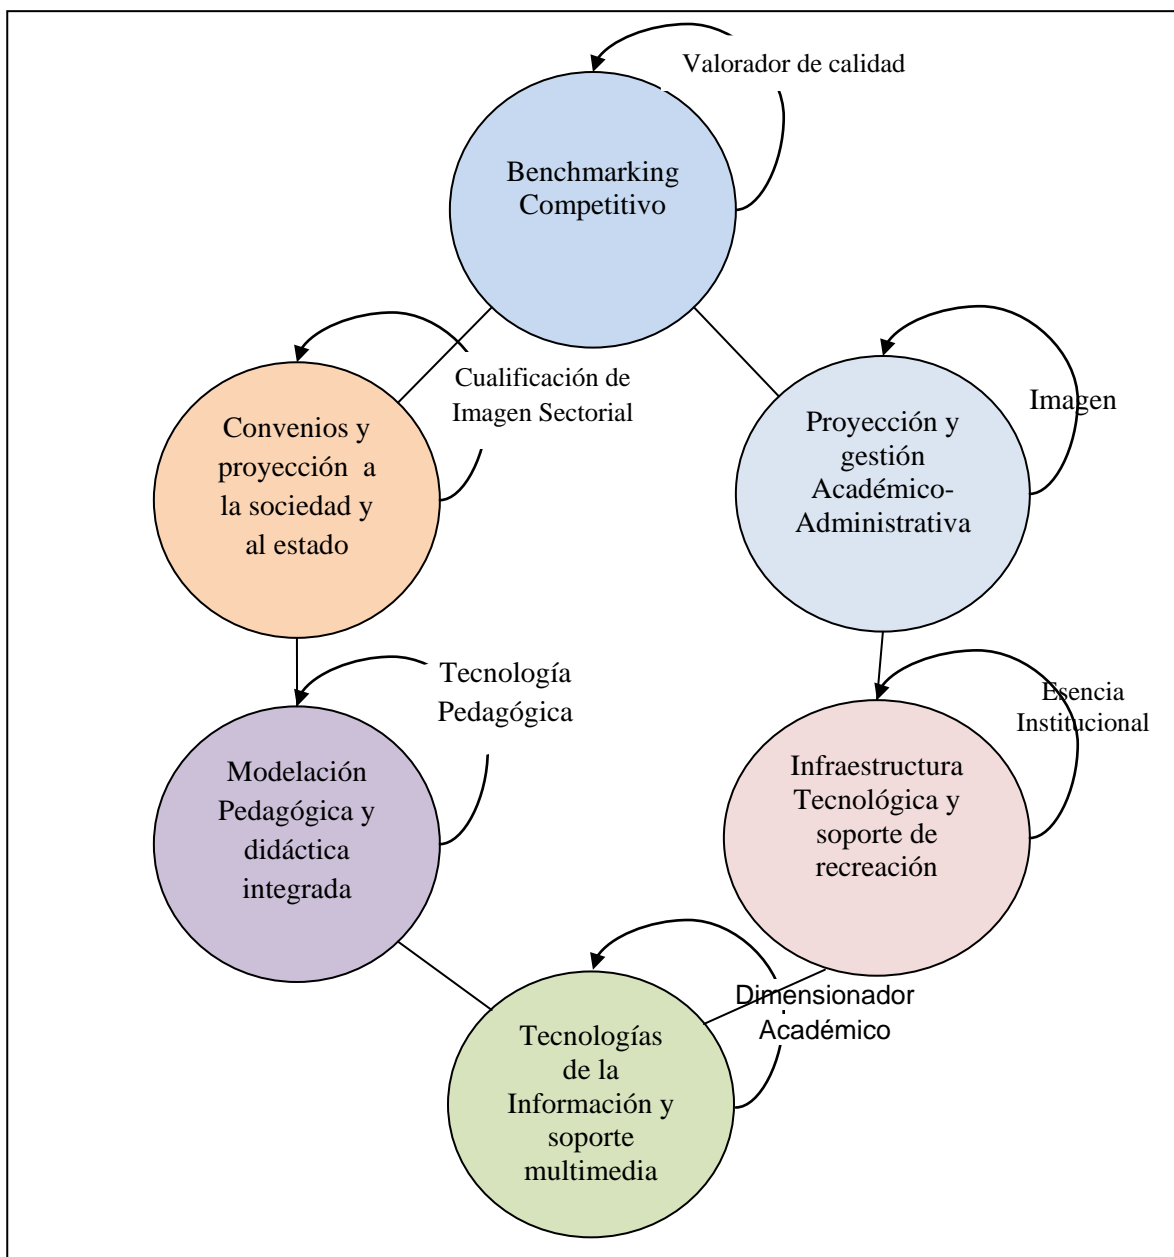 Valorador de calidad
Benchmarking
Competitivo
Cualificación de
Imagen Sectorial
Convenios y
proyección  a
la sociedad y
al estado
Imagen
Proyección y
gestión
Académico-
Administrativa
Tecnología
Pedagógica
Modelación
Pedagógica y
didáctica
integrada
Esencia
Institucional
Infraestructura
Tecnológica y
soporte de
recreación
Dimensionador
Académico
Tecnologías
de la
Información y
soporte
multimedia